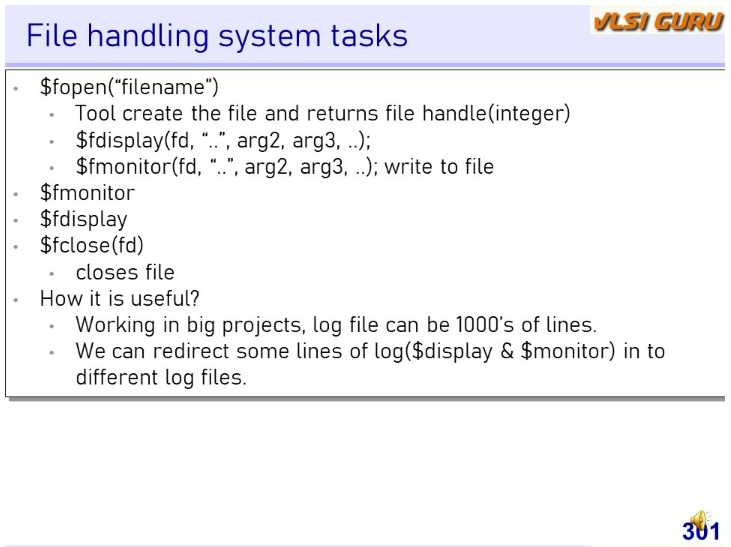 File handling system tasks
VLSI GURU
• $fopen(“filename”)
• Tool create the file and returns file handle(integer)
• $fdisplay(fd, “..”, arg2, arg3, ..);
• $fmonitor(fd, “..”, arg2, arg3, ..); write to file
• $fmonitor
• $fdisplay
• $fclose(fd)
• closes file
• How it is useful?
• Working in big projects, log file can be 1000’s of lines.
• We can redirect some lines of log($display & $monitor) in to
different log files.
301